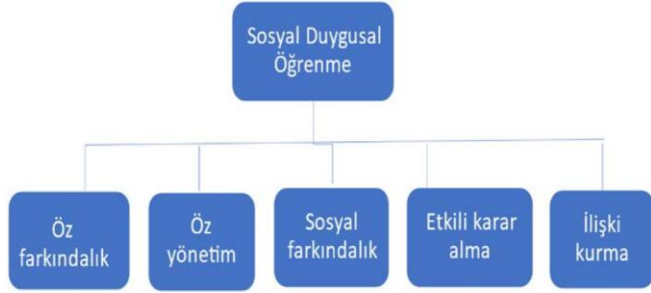 Sosyal Duygusal
Öğrenme
Öz
farkındalık
Öz
yönetim
Sosyal
farkındalık
Etkili karar
alma
İlişki
kurma